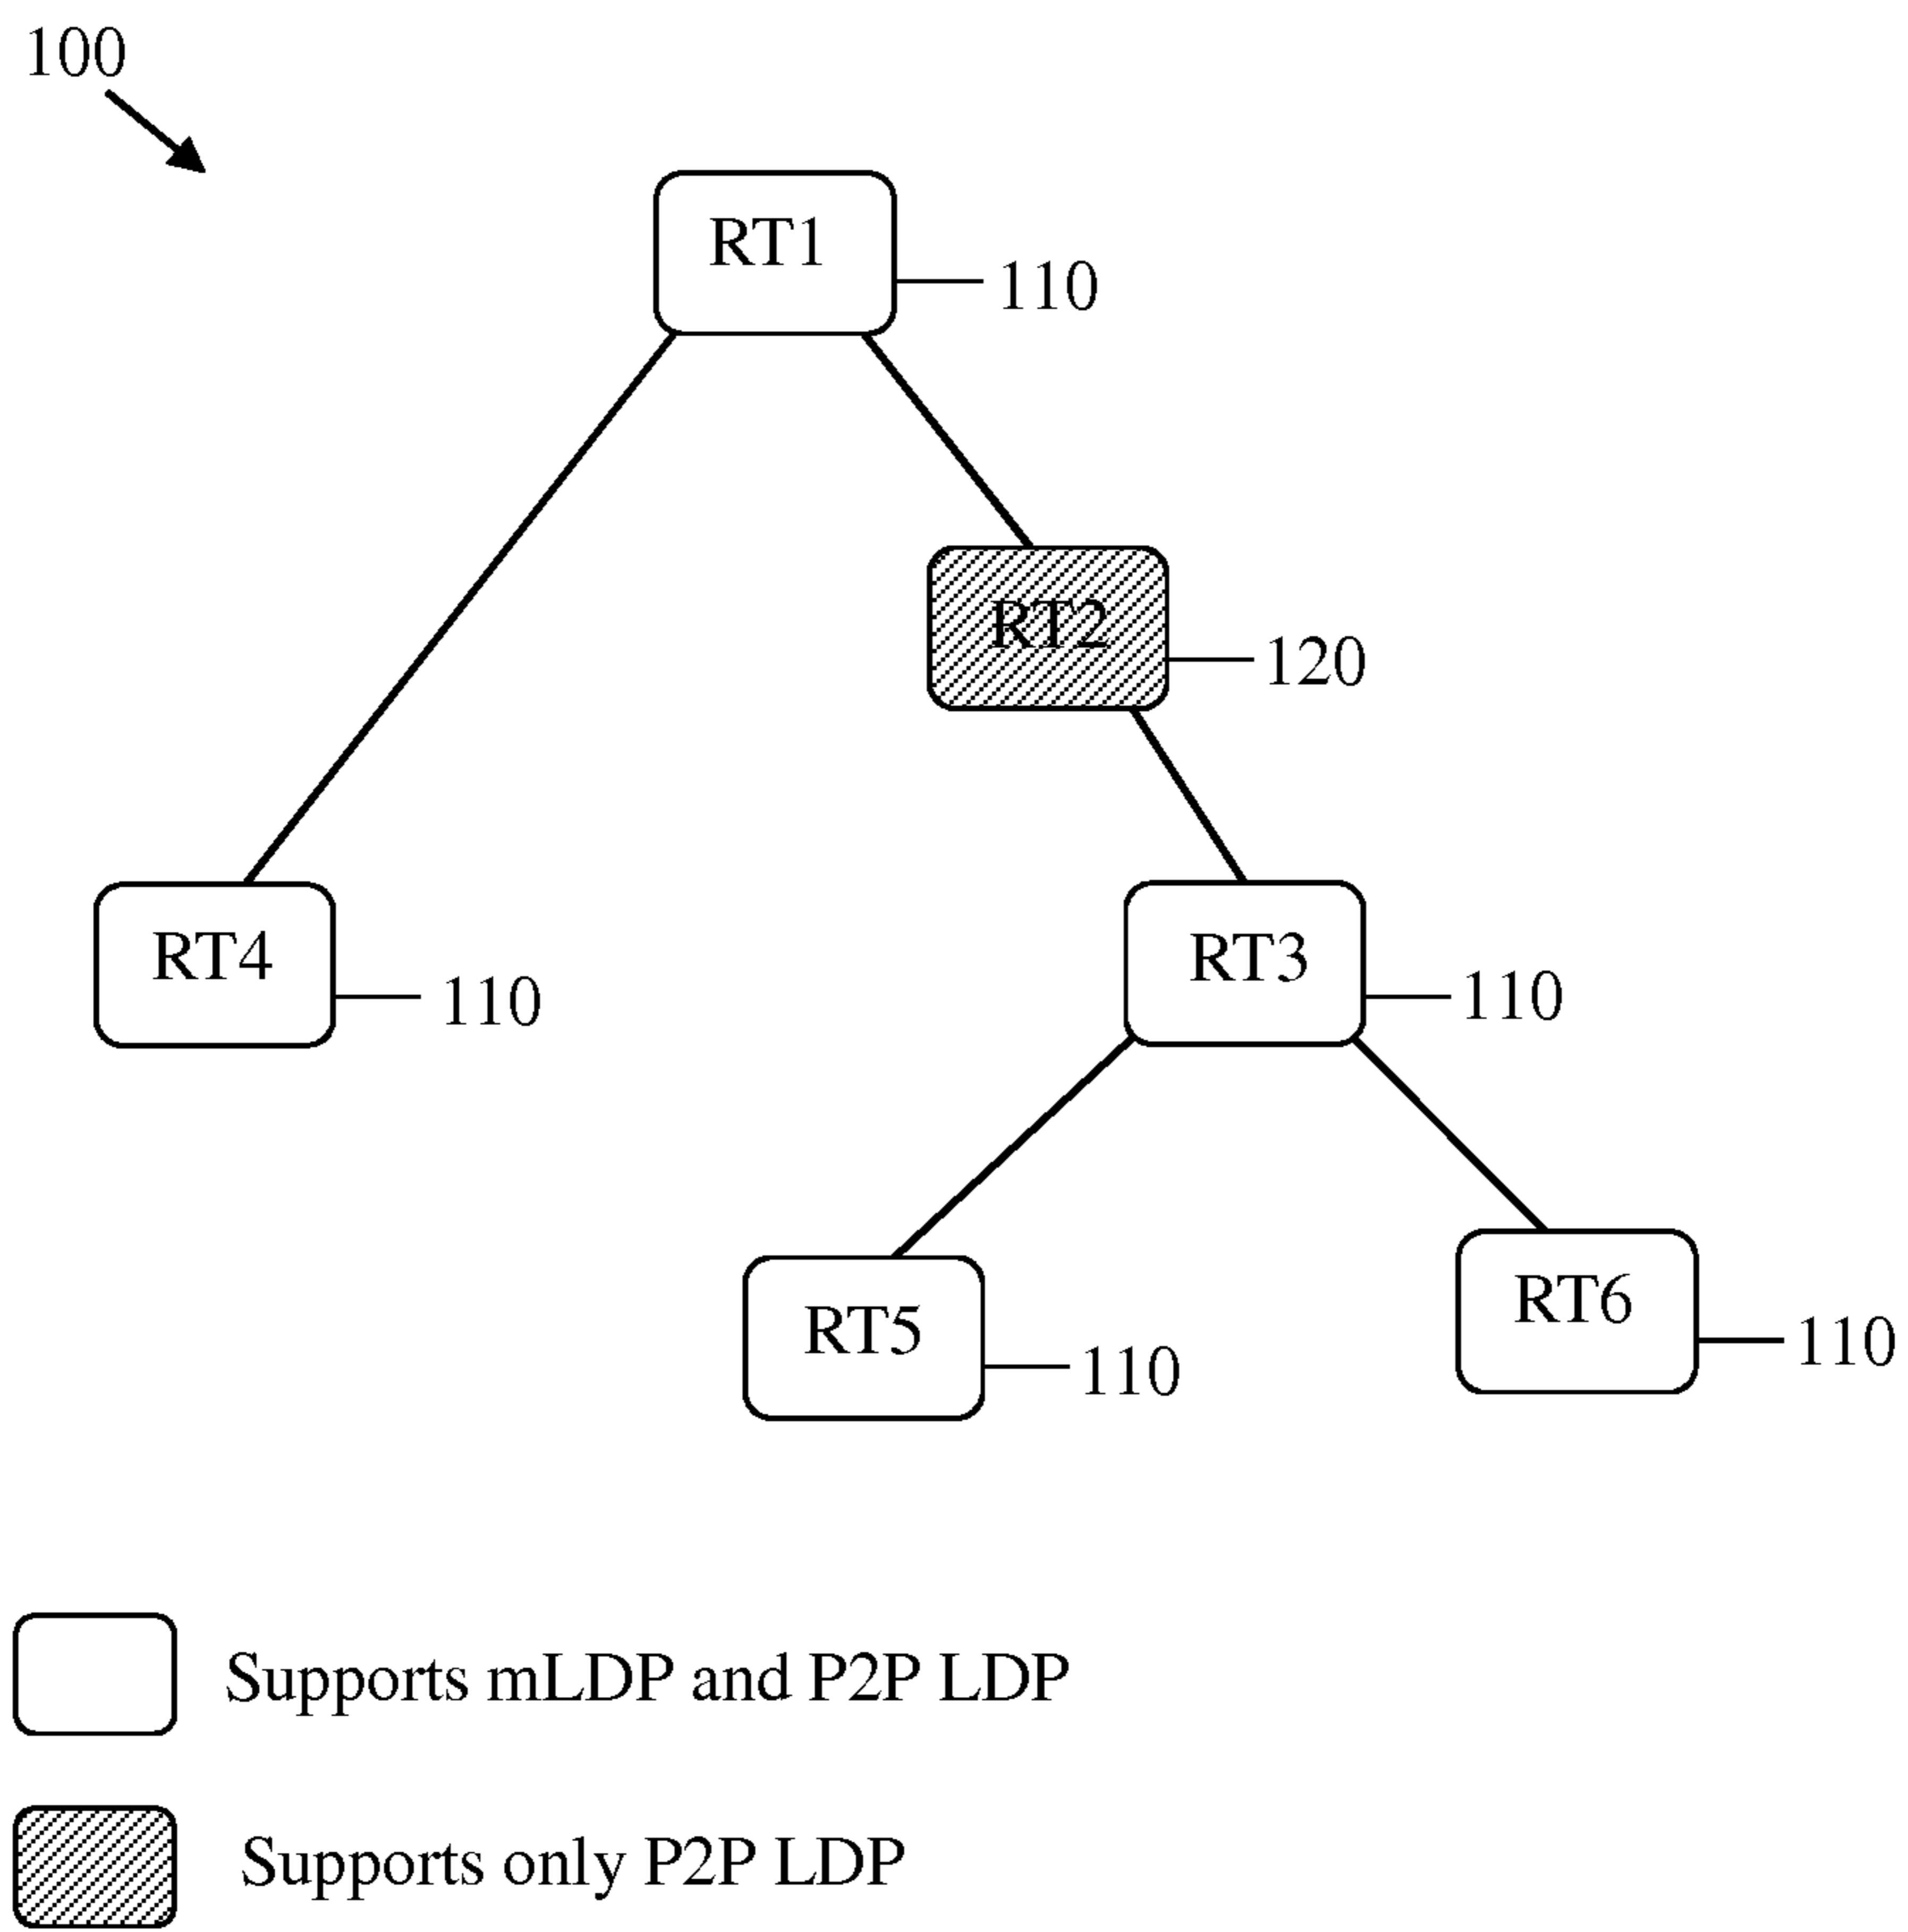 100
RT1
110
RT2
120
RT4
110
RT3
110
RT5
110
RT6
110
Supports mLDP and P2P LDP
Supports only P2P LDP